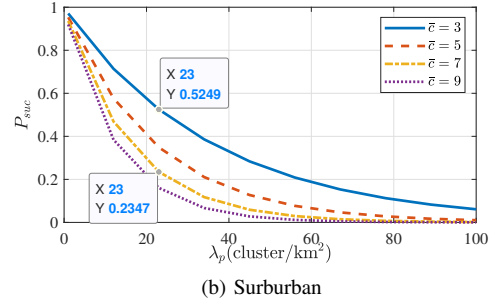 1
0.8
0.6
0.4
0.2
0
P_suc
X 23
Y 0.5249
X 23
Y 0.2347
c̅ = 3
c̅ = 5
c̅ = 7
c̅ = 9
0 20 40 60 80 100
λ_p(cluster/km²)
(b) Surburban